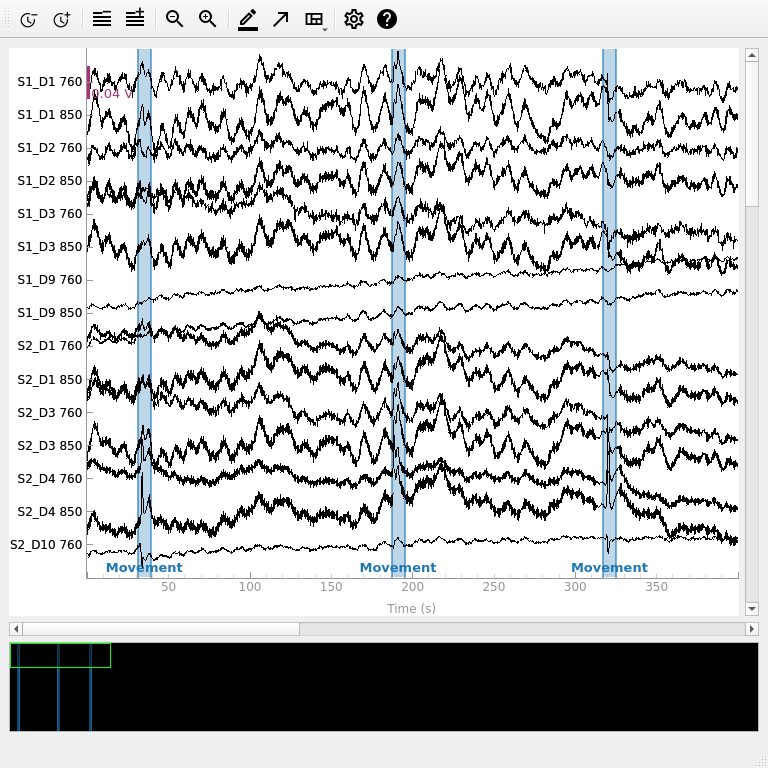 S1_D1 760
0.04 V
S1_D1 850
S1_D2 760
S1_D2 850
S1_D3 760
S1_D3 850
S1_D9 760
S1_D9 850
S2_D1 760
S2_D1 850
S2_D3 760
S2_D3 850
S2_D4 760
S2_D4 850
S2_D10 760
Movement Movement Movement
50 100 150 200 250 300 350
Time (s)